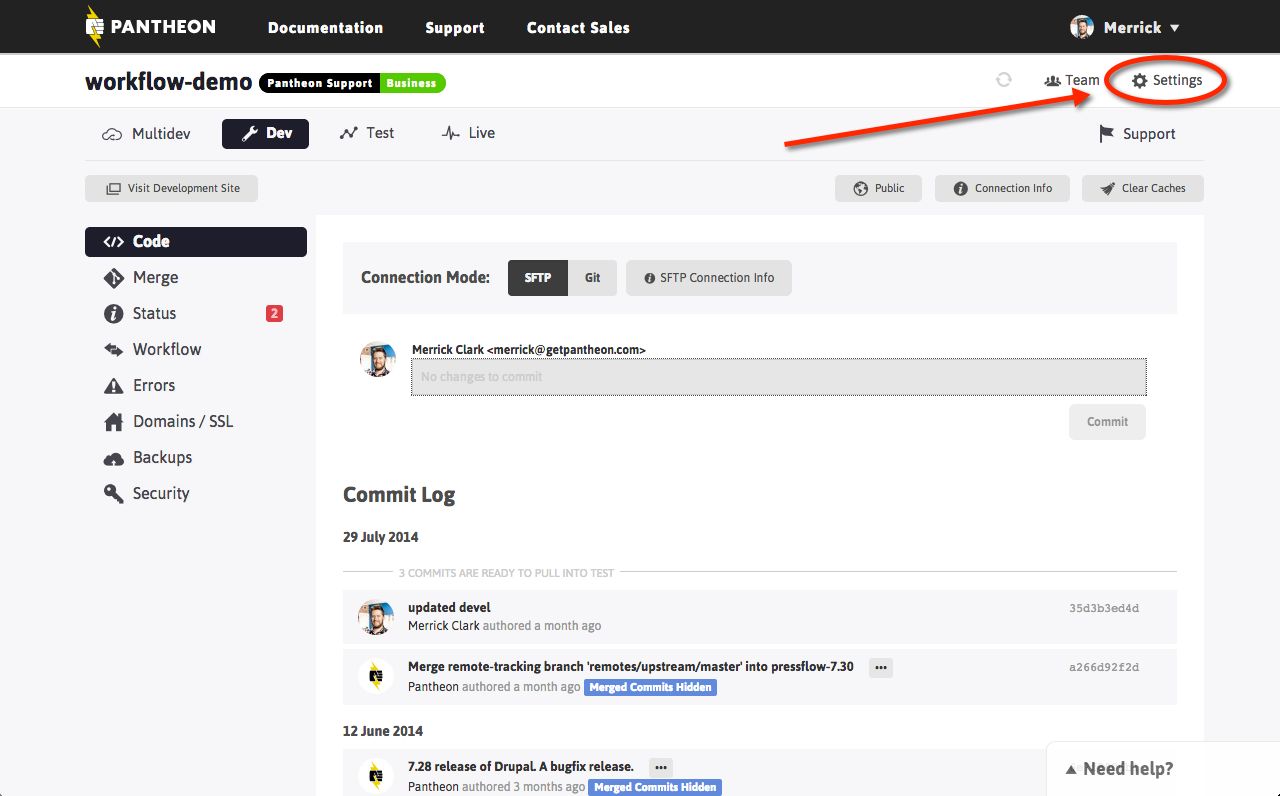 PANTHEON Documentation Support Contact Sales Merrick ▼
workflow-demo Pantheon Support Business Team Settings
Multidev Dev Test Live Support
Visit Development Site Public Connection Info Clear Caches
Code
Merge
Status 2
Workflow
Errors
Domains / SSL
Backups
Security
Connection Mode: SFTP Git SFTP Connection Info
Merrick Clark <merrick@getpantheon.com>
No changes to commit
Commit
Commit Log
29 July 2014
3 COMMITS ARE READY TO PULL INTO TEST
updated devel 35d3b3ed4d
Merrick Clark authored a month ago
Merge remote-tracking branch 'remotes/upstream/master' into pressflow-7.30 ••• a266d92f2d
Pantheon authored a month ago Merged Commits Hidden
12 June 2014
7.28 release of Drupal. A bugfix release. •••
Pantheon authored 3 months ago Merged Commits Hidden
▲ Need help?